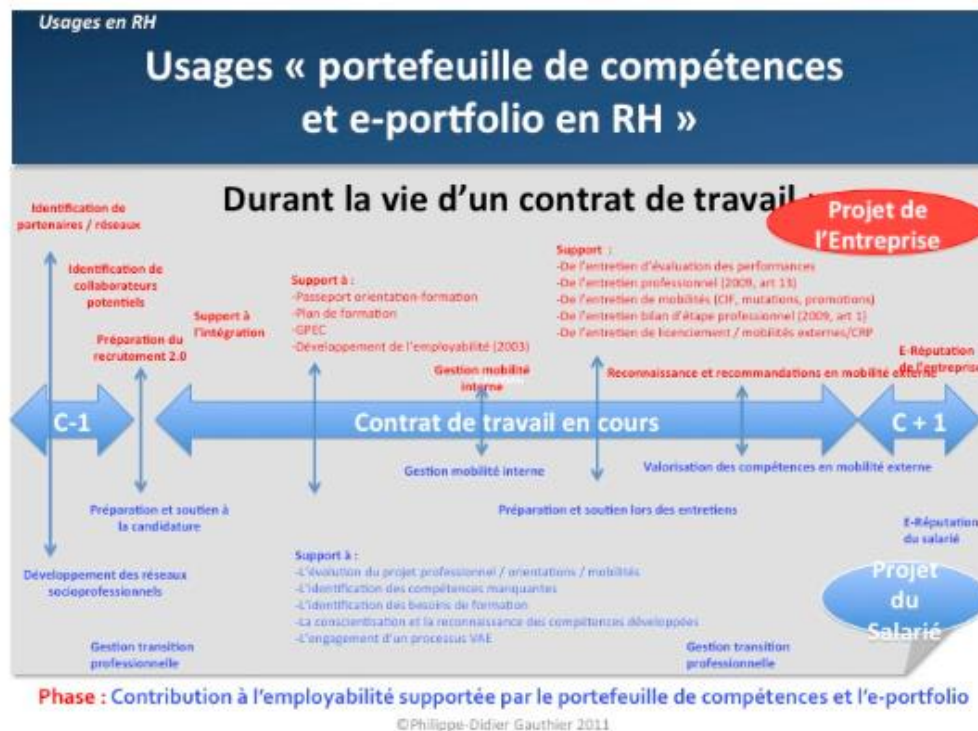 Usages en RH
Usages « portefeuille de compétences
et e-portfolio en RH »
Durant la vie d'un contrat de travail :
Projet de
l'Entreprise
Identification de
partenaires / réseaux
Identification de
collaborateurs
potentiels
Préparation du
recrutement 2.0
Support à
l'intégration
Support à :
-Passeport orientation-formation
-Plan de formation
-GPEC
-Développement de l'employabilité (2003)
Gestion mobilité
interne
Support :
-De l'entretien d'évaluation des performances
-De l'entretien professionnel (2009, art 13)
-De l'entretien de mobilités (CIF, mutations, promotions)
-De l'entretien bilan d'étape professionnel (2009, art 1)
-De l'entretien de licenciement / mobilités externes/CRP
Reconnaissance et recommandations en mobilité externe
E-Réputation
de l'entreprise
C-1
Contrat de travail en cours
C + 1
Gestion mobilité interne
Valorisation des compétences en mobilité externe
Préparation et soutien à
la candidature
Préparation et soutien lors des entretiens
E-Réputation
du salarié
Développement des réseaux
socioprofessionnels
Support à :
-L'évolution du projet professionnel / orientations / mobilités
-L'identification des compétences manquantes
-L'identification des besoins de formation
-La conscientisation et la reconnaissance des compétences développées
-L'engagement d'un processus VAE
Projet
du
Salarié
Gestion transition
professionnelle
Gestion transition
professionnelle
Phase : Contribution à l'employabilité supportée par le portefeuille de compétences et l'e-portfolio
©Philippe-Didier Gauthier 2011